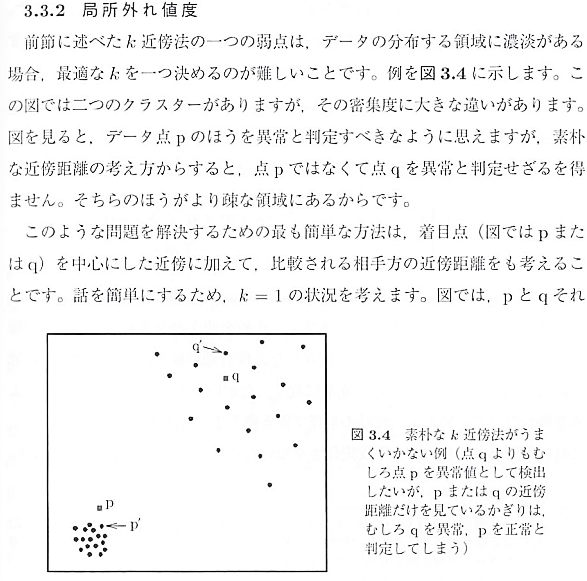 3.3.2 局所外れ値度
前節に述べたk近傍法の一つの弱点は，データの分布する領域に濃淡がある
場合，最適なkを一つ決めるのが難しいことです。例を図3.4に示します。こ
の図では二つのクラスターがありますが，その密集度に大きな違いがあります。
図を見ると，データ点pのほうを異常と判定すべきなように思えますが，素朴
な近傍距離の考え方からすると，点pではなくて点qを異常と判定せざるを得
ません。そちらのほうがより疎な領域にあるからです。
このような問題を解決するための最も簡単な方法は，着目点（図ではpまた
はq）を中心にした近傍に加えて，比較される相手方の近傍距離をも考えるこ
とです。話を簡単にするため，k = 1の状況を考えます。図では，pとqそれ
q′
q
p
p′
図3.4 素朴なk近傍法がうま
くいかない例（点qよりもむ
しろ点pを異常値として検出
したいが，pまたはqの近傍
距離だけを見ているかぎりは，
むしろqを異常，pを正常と
判定してしまう）